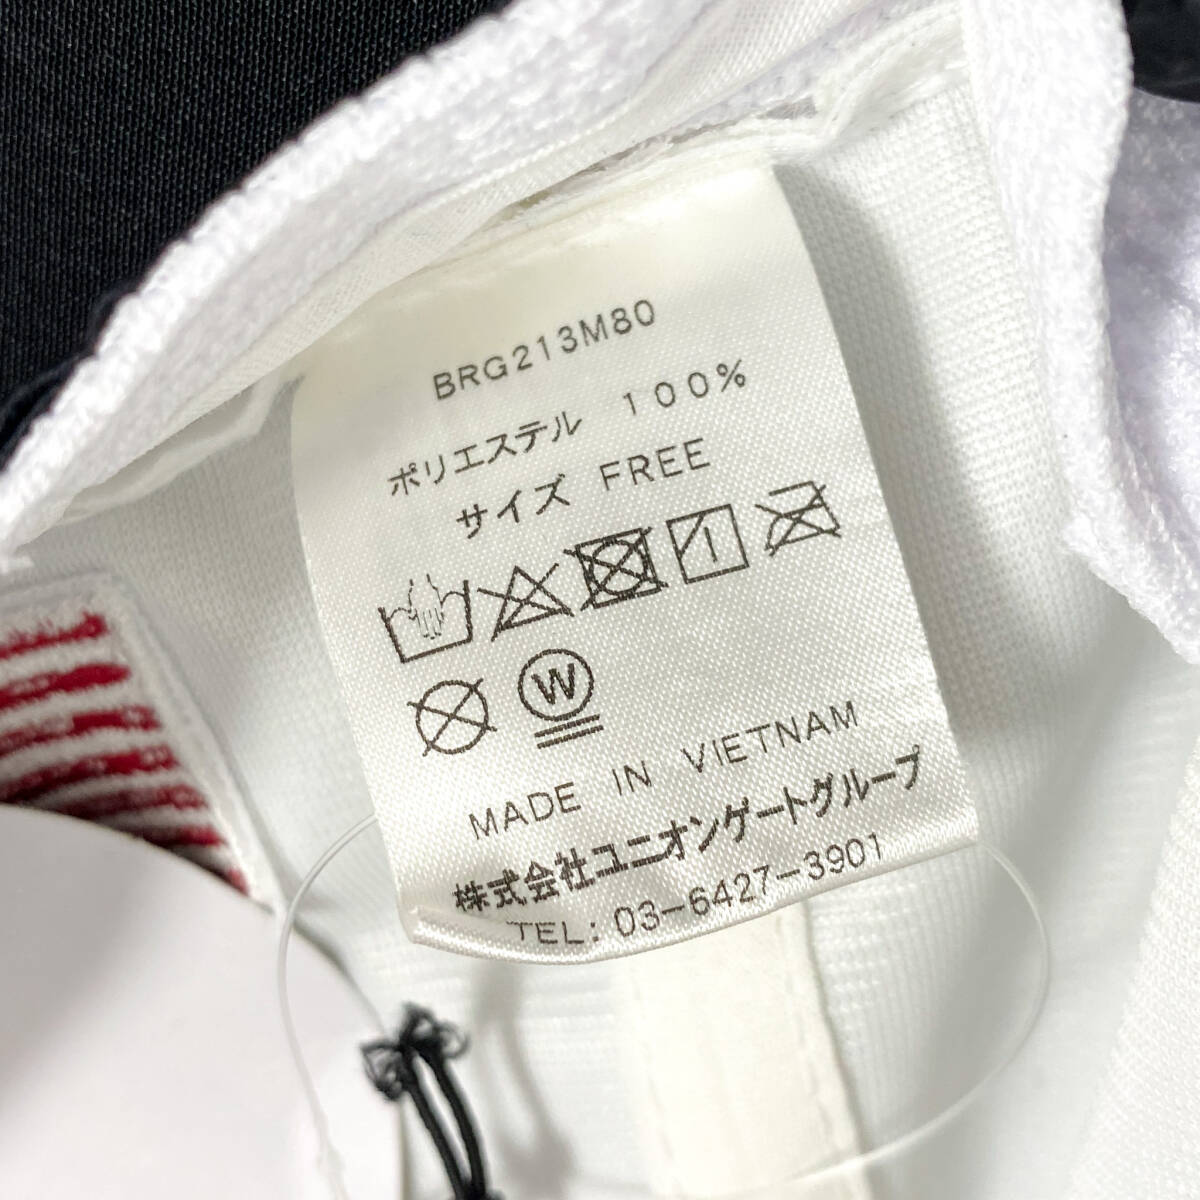 BRG213M80
ポリエステル 100%
サイズ FREE
W
MADE IN VIETNAM
株式会社ユニオンゲートグループ
TEL: 03-6427-3901